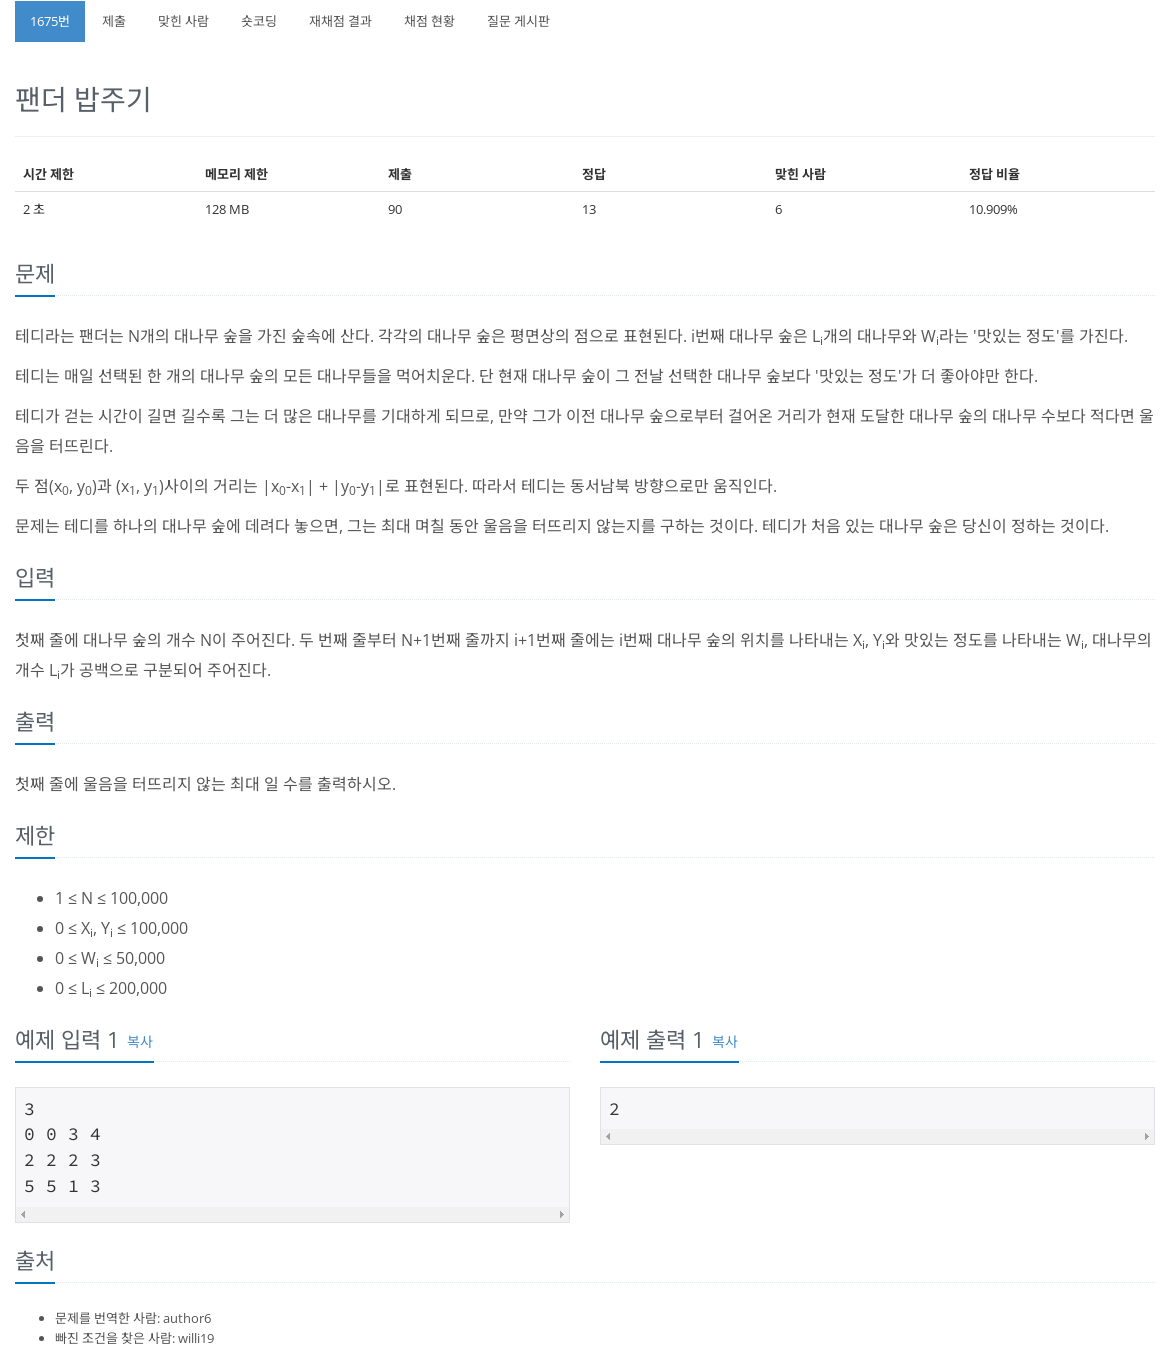 1675번 제출 맞힌 사람 숏코딩 재채점 결과 채점 현황 질문 게시판
팬더 밥주기
시간 제한 메모리 제한 제출 정답 맞힌 사람 정답 비율
2 초 128 MB 90 13 6 10.909%
문제
테디라는 팬더는 N개의 대나무 숲을 가진 숲속에 산다. 각각의 대나무 숲은 평면상의 점으로 표현된다. i번째 대나무 숲은 Li개의 대나무와 Wi라는 '맛있는 정도'를 가진다.
테디는 매일 선택된 한 개의 대나무 숲의 모든 대나무들을 먹어치운다. 단 현재 대나무 숲이 그 전날 선택한 대나무 숲보다 '맛있는 정도'가 더 좋아야만 한다.
테디가 걷는 시간이 길면 길수록 그는 더 많은 대나무를 기대하게 되므로, 만약 그가 이전 대나무 숲으로부터 걸어온 거리가 현재 도달한 대나무 숲의 대나무 수보다 적다면 울
음을 터뜨린다.
두 점(x0, y0)과 (x1, y1)사이의 거리는 |x0-x1| + |y0-y1|로 표현된다. 따라서 테디는 동서남북 방향으로만 움직인다.
문제는 테디를 하나의 대나무 숲에 데려다 놓으면, 그는 최대 며칠 동안 울음을 터뜨리지 않는지를 구하는 것이다. 테디가 처음 있는 대나무 숲은 당신이 정하는 것이다.
입력
첫째 줄에 대나무 숲의 개수 N이 주어진다. 두 번째 줄부터 N+1번째 줄까지 i+1번째 줄에는 i번째 대나무 숲의 위치를 나타내는 Xi, Yi와 맛있는 정도를 나타내는 Wi, 대나무의
개수 Li가 공백으로 구분되어 주어진다.
출력
첫째 줄에 울음을 터뜨리지 않는 최대 일 수를 출력하시오.
제한
1 ≤ N ≤ 100,000
0 ≤ Xi, Yi ≤ 100,000
0 ≤ Wi ≤ 50,000
0 ≤ Li ≤ 200,000
예제 입력 1 복사
3
0 0 3 4
2 2 2 3
5 5 1 3
예제 출력 1 복사
2
출처
문제를 번역한 사람: author6
빠진 조건을 찾은 사람: willi19